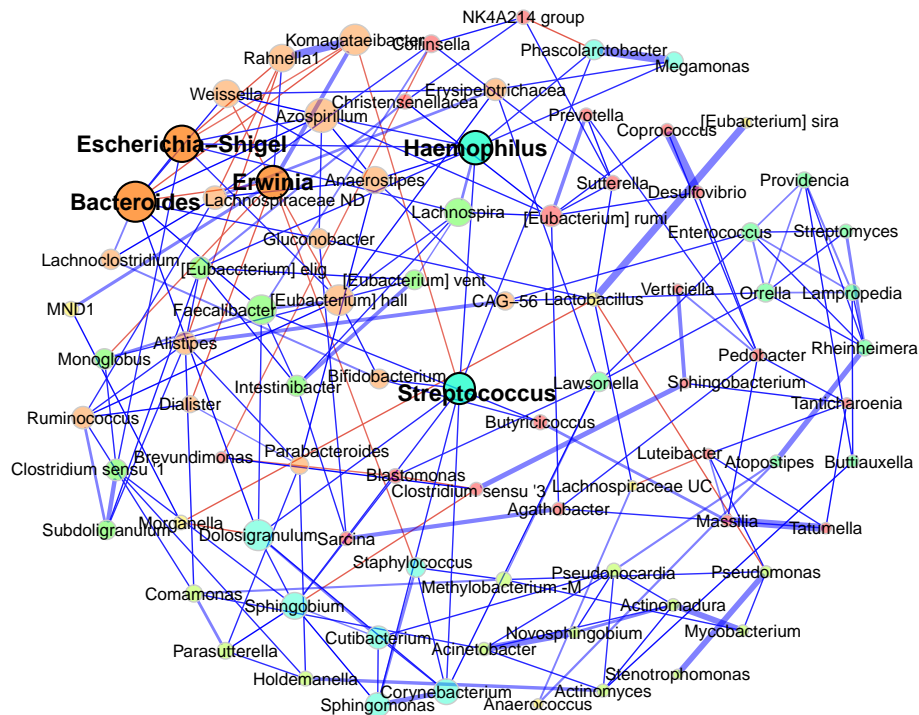 NK4A214 group
Komagataeibacter
Collinsella
Rahnella1
Phascolarctobacter
Megamonas
Weissella
Erysipelotrichacea
Christensenellacea
Azospirillum
Prevotella
[Eubacterium] sira
Coprococcus
Escherichia−Shigel
Haemophilus
Erwinia
Anaerostipes
Sutterella
Providencia
Desulfovibrio
Bacteroides
Lachnospiraceae ND
Lachnospira
[Eubacterium] rumi
Enterococcus
Streptomyces
Gluconobacter
Lachnoclostridium
[Eubaccterium] elig
[Eubacterium] vent
Verticiella
Orrella
Lampropedia
MND1
Faecalibacter
[Eubacterium] hall
CAG−56
Lactobacillus
Alistipes
Monoglobus
Rheinheimera
Pedobacter
Bifidobacterium
Intestinibacter
Streptococcus
Lawsonella
Sphingobacterium
Dialister
Tanticharoenia
Ruminococcus
Butyricicoccus
Brevundimonas
Parabacteroides
Luteibacter
Clostridium sensu '1
Blastomonas
Atopostipes
Buttiauxella
Clostridium sensu '3
Lachnospiraceae UC
Agathobacter
Subdoligranulum
Morganella
Dolosigranulum
Sarcina
Massilia
Tatumella
Staphylococcus
Pseudanocardia
Pseudomonas
Methylobacterium -M
Comamonas
Sphingobium
Actinomadura
Cutibacterium
Novosphingobium
Mycobacterium
Parasutterella
Acinetobacter
Stenotrophomonas
Holdemanella
Corynebacterium
Actinomyces
Sphingomonas
Anaerococcus